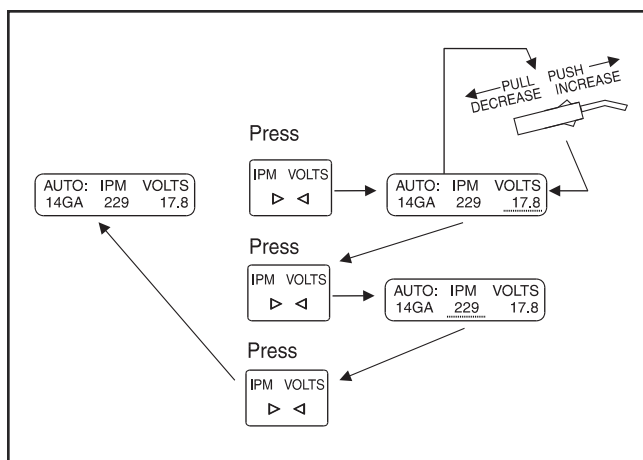 PULL PUSH
DECREASE INCREASE
Press
IPM VOLTS
AUTO: IPM VOLTS
14GA 229 17.8
AUTO: IPM VOLTS
14GA 229 17.8
Press
IPM VOLTS
AUTO: IPM VOLTS
14GA 229 17.8
Press
IPM VOLTS